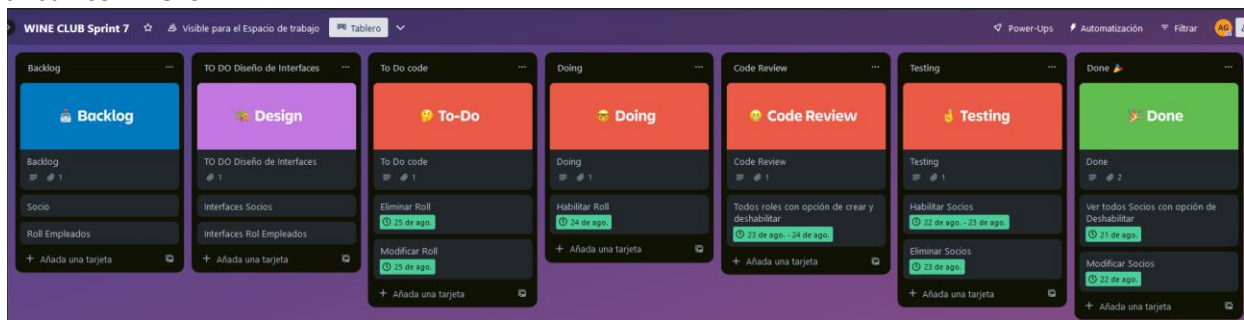 WINE CLUB Sprint 7
Visible para el Espacio de trabajo
Tablero
Power-Ups
Automatización
Filtrar
AG
Backlog
Backlog
Backlog
1
Socio
Roll Empleados
+ Añada una tarjeta
TO DO Diseño de Interfaces
Design
TO DO Diseño de Interfaces
1
Interfaces Socios
Interfaces Rol Empleados
+ Añada una tarjeta
To Do code
To-Do
To Do code
1
Eliminar Roll
25 de ago.
Modificar Roll
25 de ago.
+ Añada una tarjeta
Doing
Doing
Doing
1
Habilitar Roll
24 de ago.
+ Añada una tarjeta
Code Review
Code Review
Code Review
1
Todos roles con opción de crear y
deshabilitar
23 de ago. - 24 de ago.
+ Añada una tarjeta
Testing
Testing
Testing
1
Habilitar Socios
22 de ago. - 23 de ago.
Eliminar Socios
23 de ago.
+ Añada una tarjeta
Done
Done
Done
2
Ver todos Socios con opción de
Deshabilitar
21 de ago.
Modificar Socios
22 de ago.
+ Añada una tarjeta